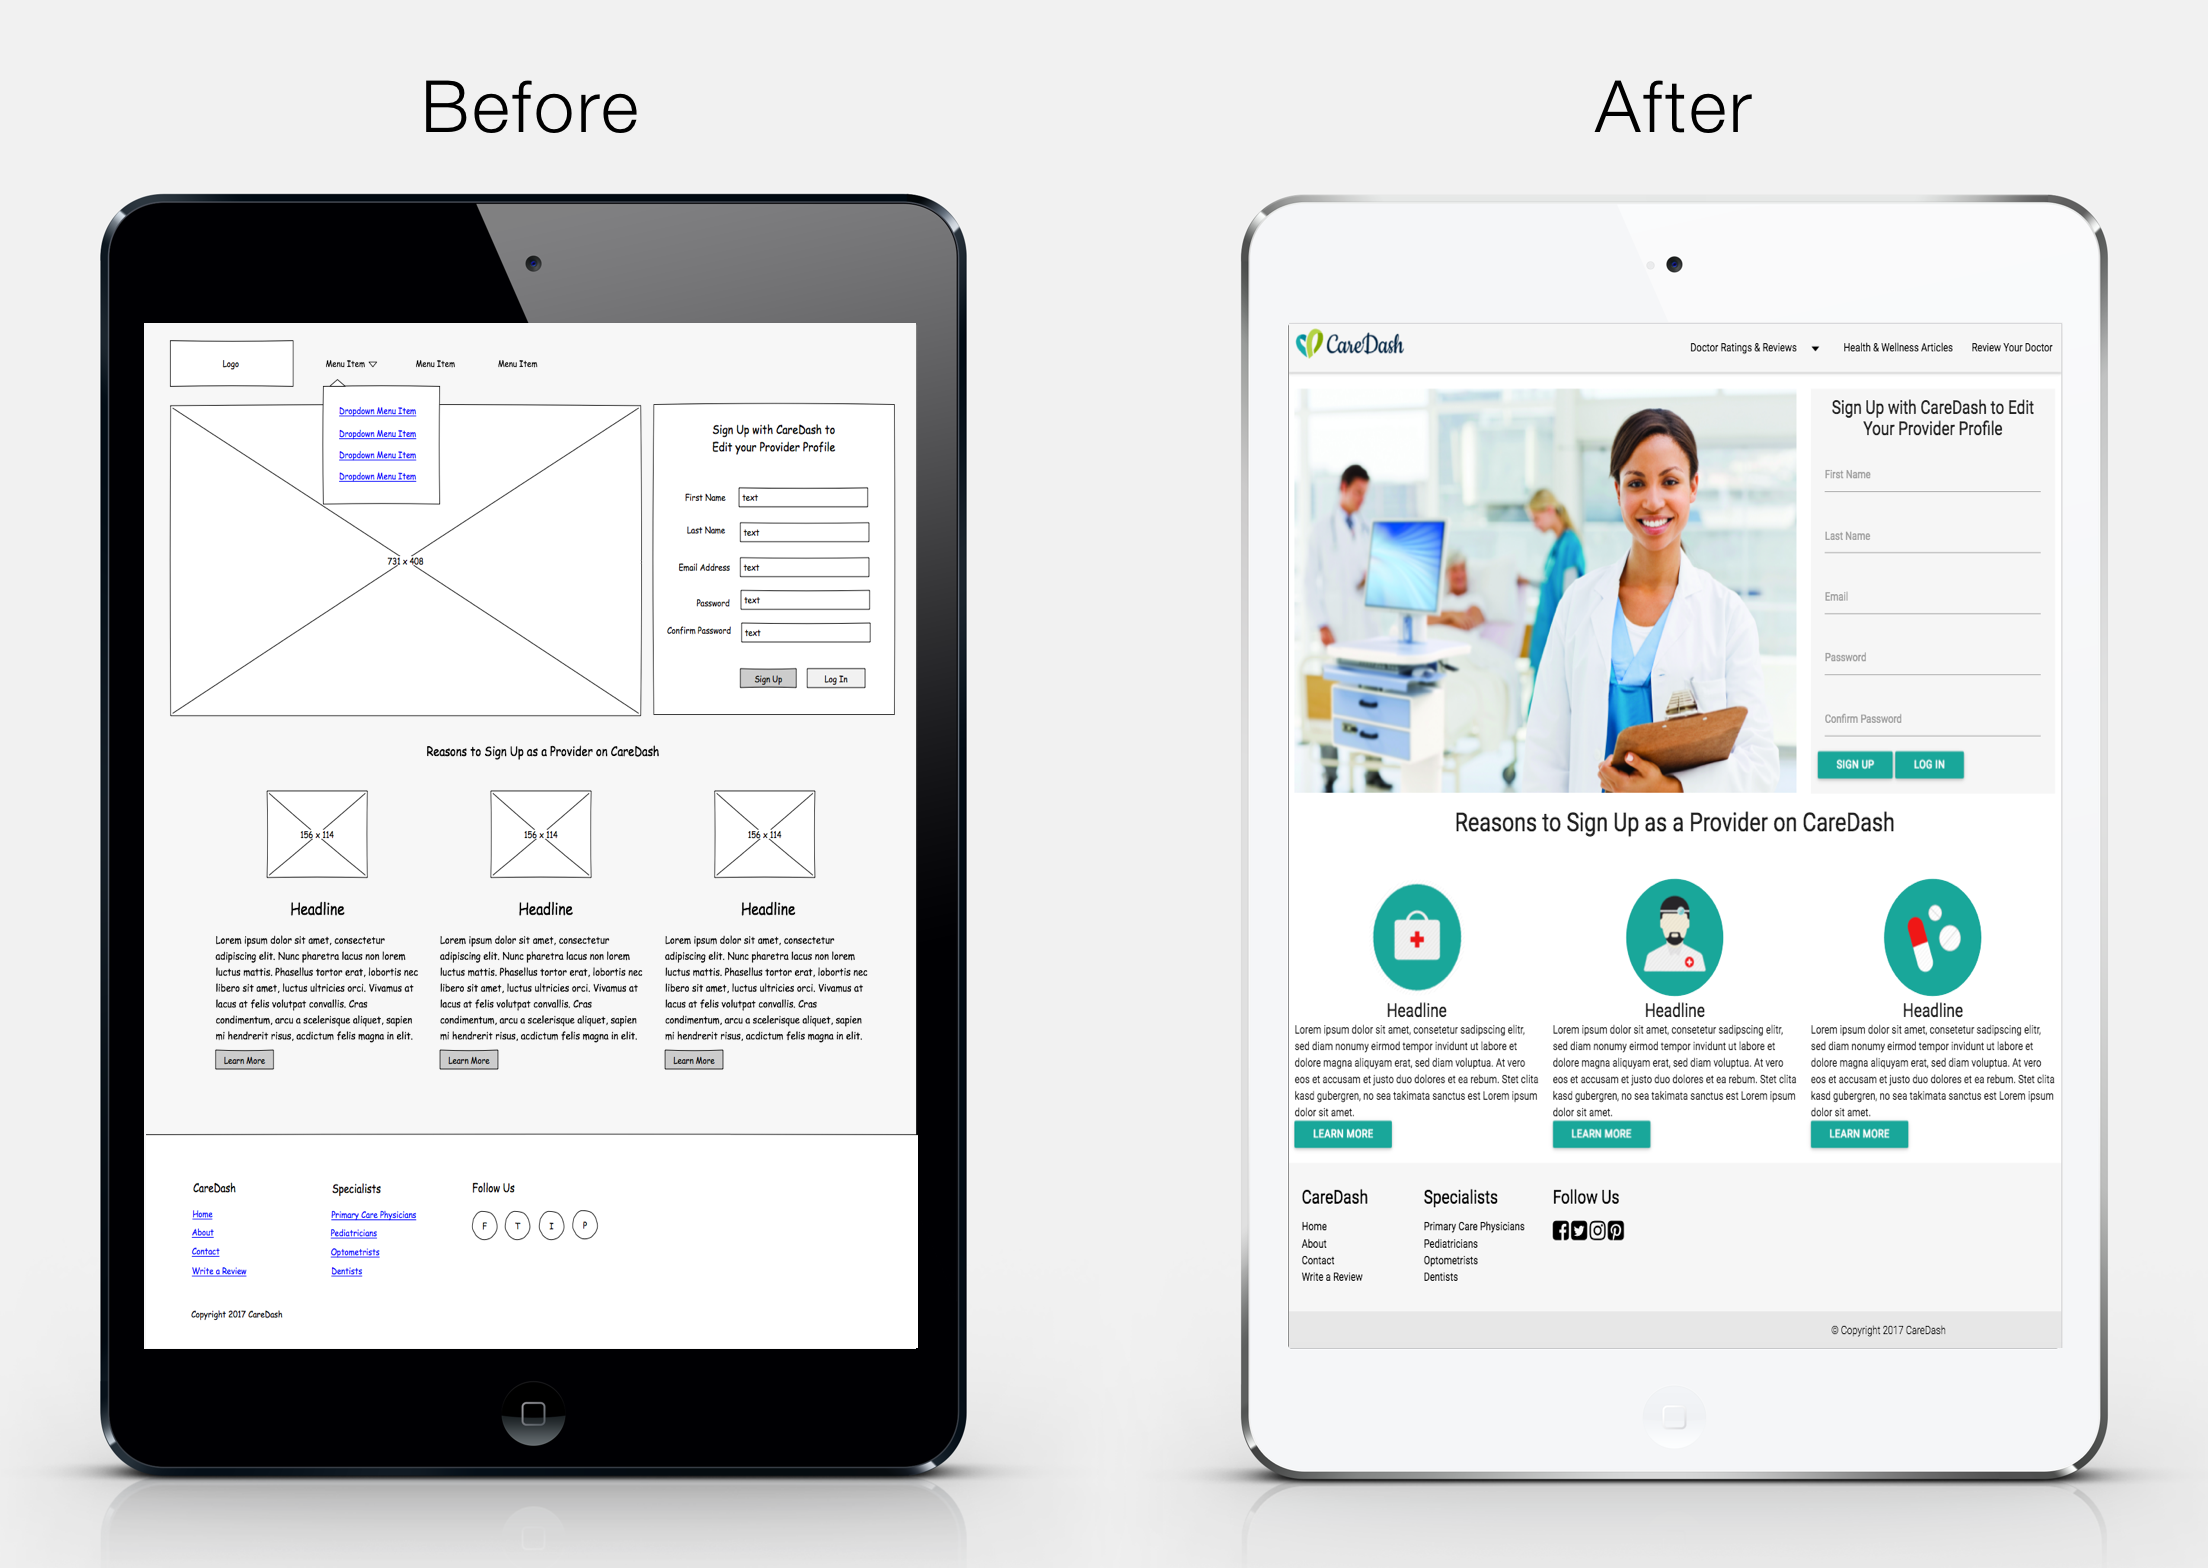 Before
After
Logo
Menu Item
Menu Item
Menu Item
Dropdown Menu Item
Dropdown Menu Item
Dropdown Menu Item
Dropdown Menu Item
731 x 408
Sign Up with CareDash to
Edit your Provider Profile
First Name text
Last Name text
Email Address text
Password text
Confirm Password text
Sign Up
Log In
Reasons to Sign Up as a Provider on CareDash
156 x 114
156 x 114
156 x 114
Headline
Lorem ipsum dolor sit amet, consectetur
adipiscing elit. Nunc pharetra lacus non lorem
luctus mattis. Phasellus tortor erat, lobortis nec
libero sit amet, luctus ultricies orci. Vivamus at
lacus at felis volutpat convallis. Cras
condimentum, arcu a scelerisque aliquet, sapien
mi hendrerit risus, acdictum felis magna in elit.
Learn More
Headline
Lorem ipsum dolor sit amet, consectetur
adipiscing elit. Nunc pharetra lacus non lorem
luctus mattis. Phasellus tortor erat, lobortis nec
libero sit amet, luctus ultricies orci. Vivamus at
lacus at felis volutpat convallis. Cras
condimentum, arcu a scelerisque aliquet, sapien
mi hendrerit risus, acdictum felis magna in elit.
Learn More
Headline
Lorem ipsum dolor sit amet, consectetur
adipiscing elit. Nunc pharetra lacus non lorem
luctus mattis. Phasellus tortor erat, lobortis nec
libero sit amet, luctus ultricies orci. Vivamus at
lacus at felis volutpat convallis. Cras
condimentum, arcu a scelerisque aliquet, sapien
mi hendrerit risus, acdictum felis magna in elit.
Learn More
CareDash
Home
About
Contact
Write a Review
Specialists
Primary Care Physicians
Pediatricians
Optometrists
Dentists
Follow Us
F T I P
Copyright 2017 CareDash
CareDash
Doctor Ratings & Reviews
Health & Wellness Articles
Review Your Doctor
Sign Up with CareDash to Edit
Your Provider Profile
First Name
Last Name
Email
Password
Confirm Password
SIGN UP
LOG IN
Reasons to Sign Up as a Provider on CareDash
Headline
Lorem ipsum dolor sit amet, consetetur sadipscing elitr,
sed diam nonumy eirmod tempor invidunt ut labore et
dolore magna aliquyam erat, sed diam voluptua. At vero
eos et accusam et justo duo dolores et ea rebum. Stet clita
kasd gubergren, no sea takimata sanctus est Lorem ipsum
dolor sit amet.
LEARN MORE
Headline
Lorem ipsum dolor sit amet, consetetur sadipscing elitr,
sed diam nonumy eirmod tempor invidunt ut labore et
dolore magna aliquyam erat, sed diam voluptua. At vero
eos et accusam et justo duo dolores et ea rebum. Stet clita
kasd gubergren, no sea takimata sanctus est Lorem ipsum
dolor sit amet.
LEARN MORE
Headline
Lorem ipsum dolor sit amet, consetetur sadipscing elitr,
sed diam nonumy eirmod tempor invidunt ut labore et
dolore magna aliquyam erat, sed diam voluptua. At vero
eos et accusam et justo duo dolores et ea rebum. Stet clita
kasd gubergren, no sea takimata sanctus est Lorem ipsum
dolor sit amet.
LEARN MORE
CareDash
Home
About
Contact
Write a Review
Specialists
Primary Care Physicians
Pediatricians
Optometrists
Dentists
Follow Us
© Copyright 2017 CareDash